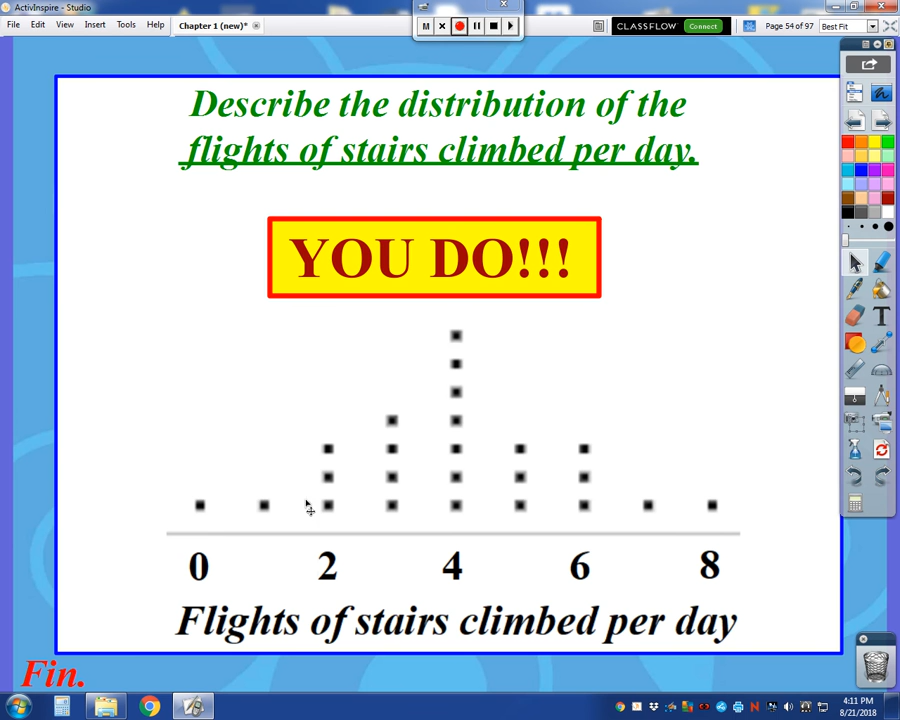 ActivInspire - Studio
File Edit View Insert Tools Help Chapter 1 (new)* M CLASSFLOW Connect Page 54 of 97 Best Fit
Describe the distribution of the
flights of stairs climbed per day.
YOU DO!!!
0 2 4 6 8
Flights of stairs climbed per day
Fin.
4:11 PM
8/21/2018